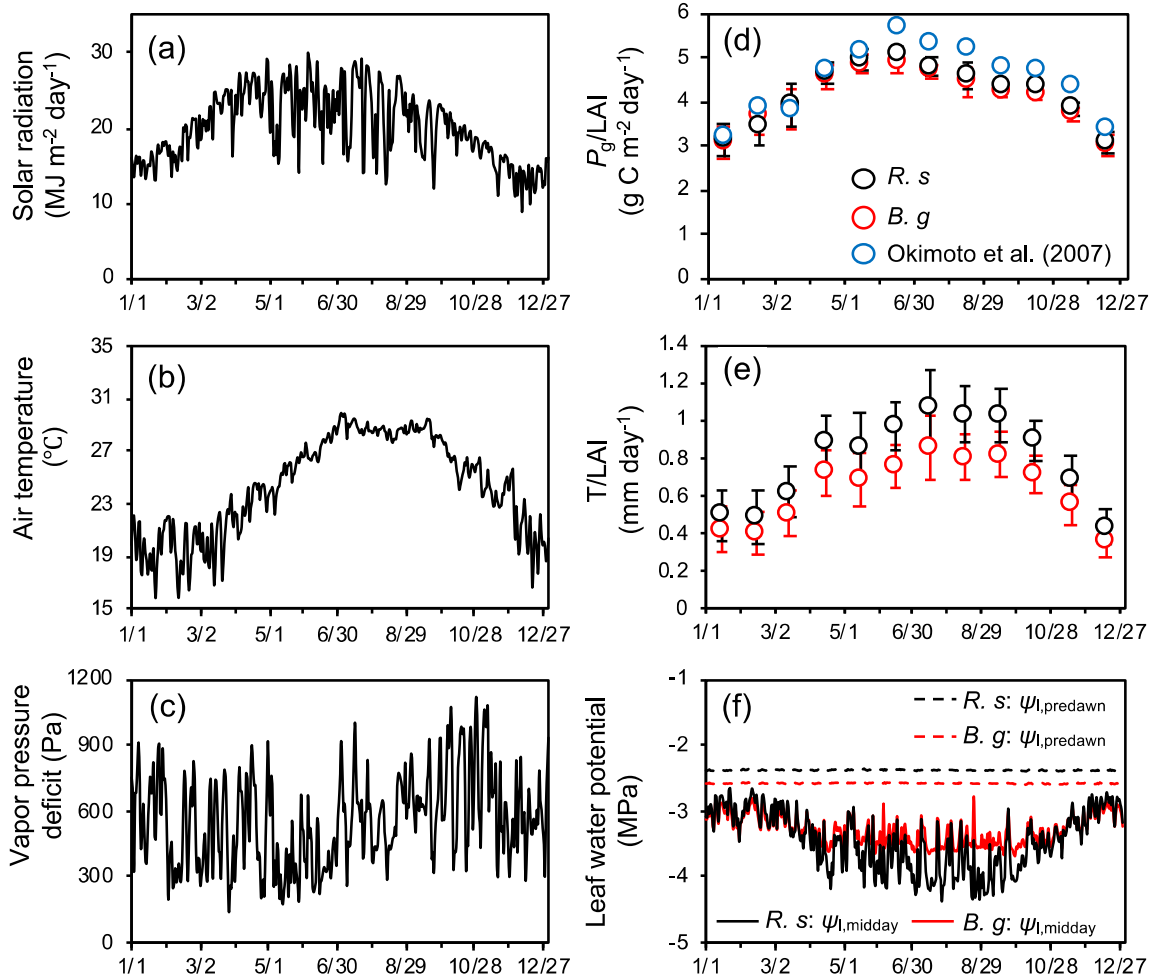 (a)
Solar radiation
(MJ m⁻² day⁻¹)
30
20
10
0
1/1 3/2 5/1 6/30 8/29 10/28 12/27
(b)
Air temperature
(°C)
35
31
27
23
19
15
1/1 3/2 5/1 6/30 8/29 10/28 12/27
(c)
Vapor pressure
deficit (Pa)
1200
900
600
300
0
1/1 3/2 5/1 6/30 8/29 10/28 12/27
(d)
Pg/LAI
(g C m⁻² day⁻¹)
6
5
4
3
2
1
0
R. s
B. g
Okimoto et al. (2007)
1/1 3/2 5/1 6/30 8/29 10/28 12/27
(e)
T/LAI
(mm day⁻¹)
1.4
1.2
1
0.8
0.6
0.4
0.2
0
1/1 3/2 5/1 6/30 8/29 10/28 12/27
(f)
Leaf water potential
(MPa)
-1
-2
-3
-4
-5
R. s: ψl,predawn
B. g: ψl,predawn
R. s: ψl,midday B. g: ψl,midday
1/1 3/2 5/1 6/30 8/29 10/28 12/27